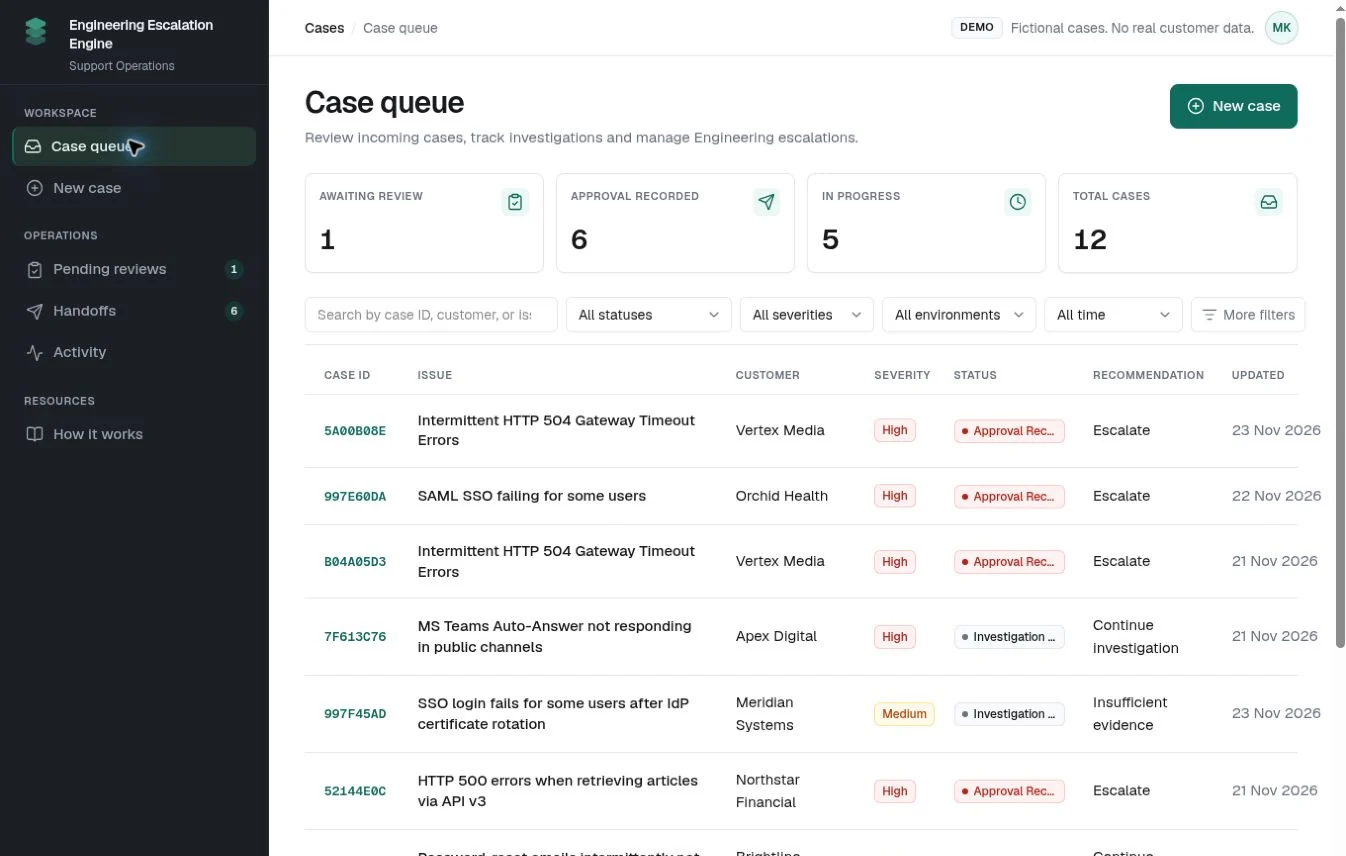 Engineering Escalation
Engine
Support Operations
WORKSPACE
Case queue
New case
OPERATIONS
Pending reviews 1
Handoffs 6
Activity
RESOURCES
How it works
Cases / Case queue
DEMO Fictional cases. No real customer data. MK
Case queue
Review incoming cases, track investigations and manage Engineering escalations.
New case
AWAITING REVIEW
1
APPROVAL RECORDED
6
IN PROGRESS
5
TOTAL CASES
12
Search by case ID, customer, or is
All statuses
All severities
All environments
All time
More filters
CASE ID ISSUE CUSTOMER SEVERITY STATUS RECOMMENDATION UPDATED
5A00B08E
Intermittent HTTP 504 Gateway Timeout
Errors
Vertex Media
High
Approval Rec...
Escalate
23 Nov 2026
997E60DA
SAML SSO failing for some users
Orchid Health
High
Approval Rec...
Escalate
22 Nov 2026
B04A05D3
Intermittent HTTP 504 Gateway Timeout
Errors
Vertex Media
High
Approval Rec...
Escalate
21 Nov 2026
7F613C76
MS Teams Auto-Answer not responding
in public channels
Apex Digital
High
Investigation ...
Continue
investigation
21 Nov 2026
997F45AD
SSO login fails for some users after IdP
certificate rotation
Meridian
Systems
Medium
Investigation ...
Insufficient
evidence
23 Nov 2026
52144E0C
HTTP 500 errors when retrieving articles
via API v3
Northstar
Financial
High
Approval Rec...
Escalate
21 Nov 2026